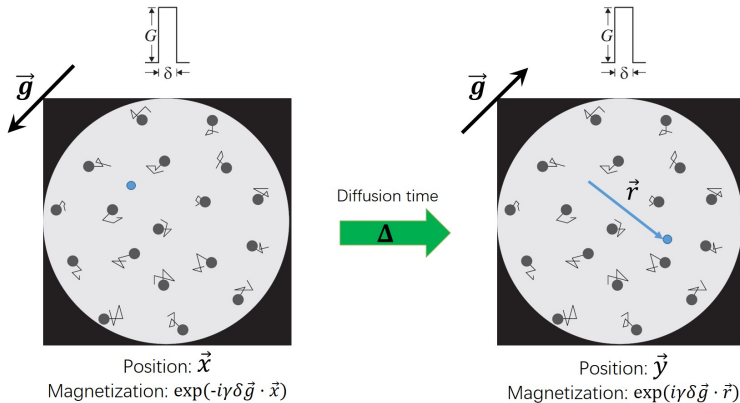 G
δ
G
δ
g⃗
g⃗
Diffusion time
Δ
r⃗
Position: x⃗
Magnetization: exp(-iγδg⃗ · x⃗)
Position: y⃗
Magnetization: exp(iγδg⃗ · r⃗)